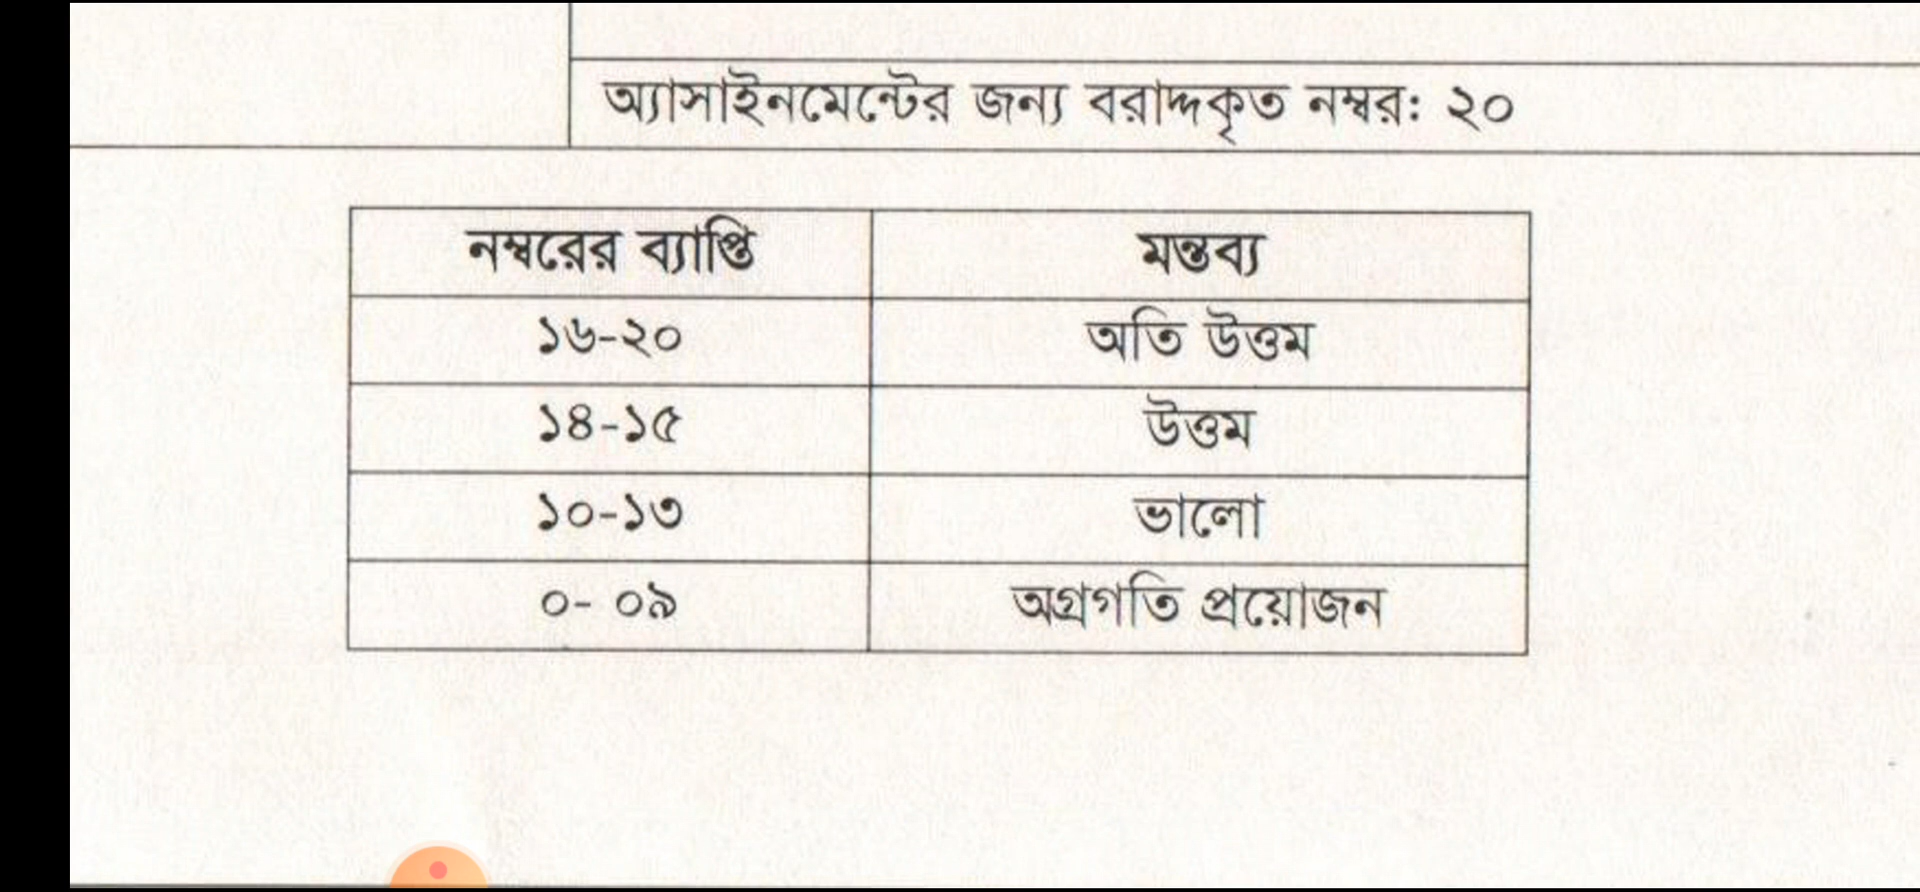 অ্যাসাইনমেন্টের জন্য বরাদ্দকৃত নম্বর: ২০
নম্বরের ব্যাপ্তি মন্তব্য
১৬-২০ অতি উত্তম
১৪-১৫ উত্তম
১০-১৩ ভালো
০- ০৯ অগ্রগতি প্রয়োজন